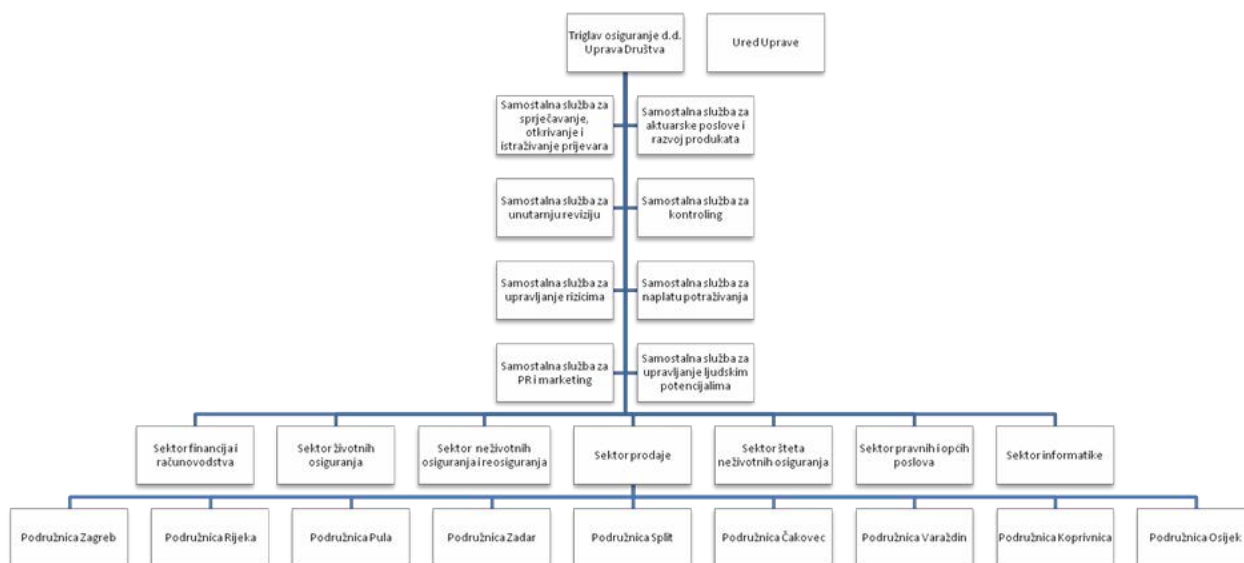 Triglav osiguranje d.d.
Uprava Društva
Ured Uprave
Samostalna služba za
sprječavanje,
otkrivanje i
istraživanje prijevara
Samostalna služba za
aktuarske poslove i
razvoj produkata
Samostalna služba za
unutarnju reviziju
Samostalna služba za
kontroling
Samostalna služba za
upravljanje rizicima
Samostalna služba za
naplatu potraživanja
Samostalna služba za
PR i marketing
Samostalna služba za
upravljanje ljudskim
potencijalima
Sektor financija i
računovodstva
Sektor životnih
osiguranja
Sektor neživotnih
osiguranja i reosiguranja
Sektor prodaje
Sektor šteta
neživotnih osiguranja
Sektor pravnih i općih
poslova
Sektor informatike
Podružnica Zagreb
Podružnica Rijeka
Podružnica Pula
Podružnica Zadar
Podružnica Split
Podružnica Čakovec
Podružnica Varaždin
Podružnica Koprivnica
Podružnica Osijek